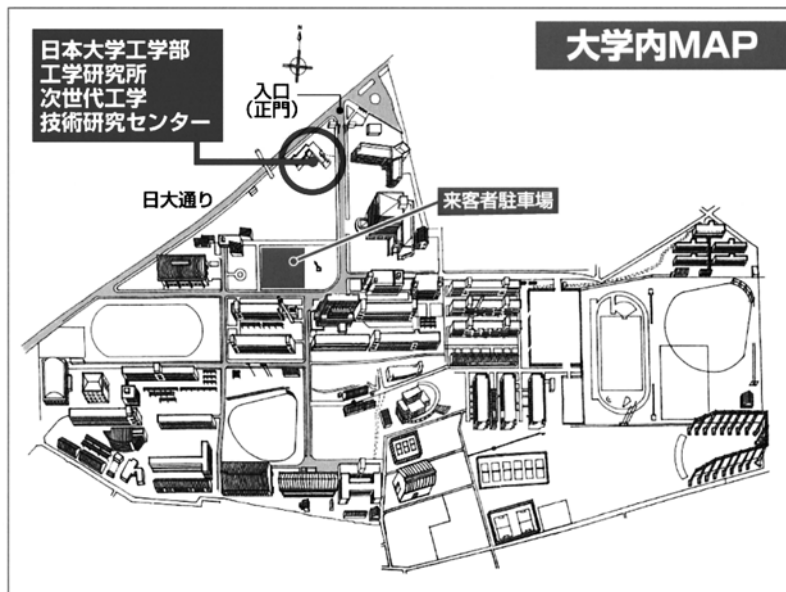 大学内MAP
日本大学工学部
工学研究所
次世代工学
技術研究センター
N
入口
(正門)
日大通り
来客者駐車場